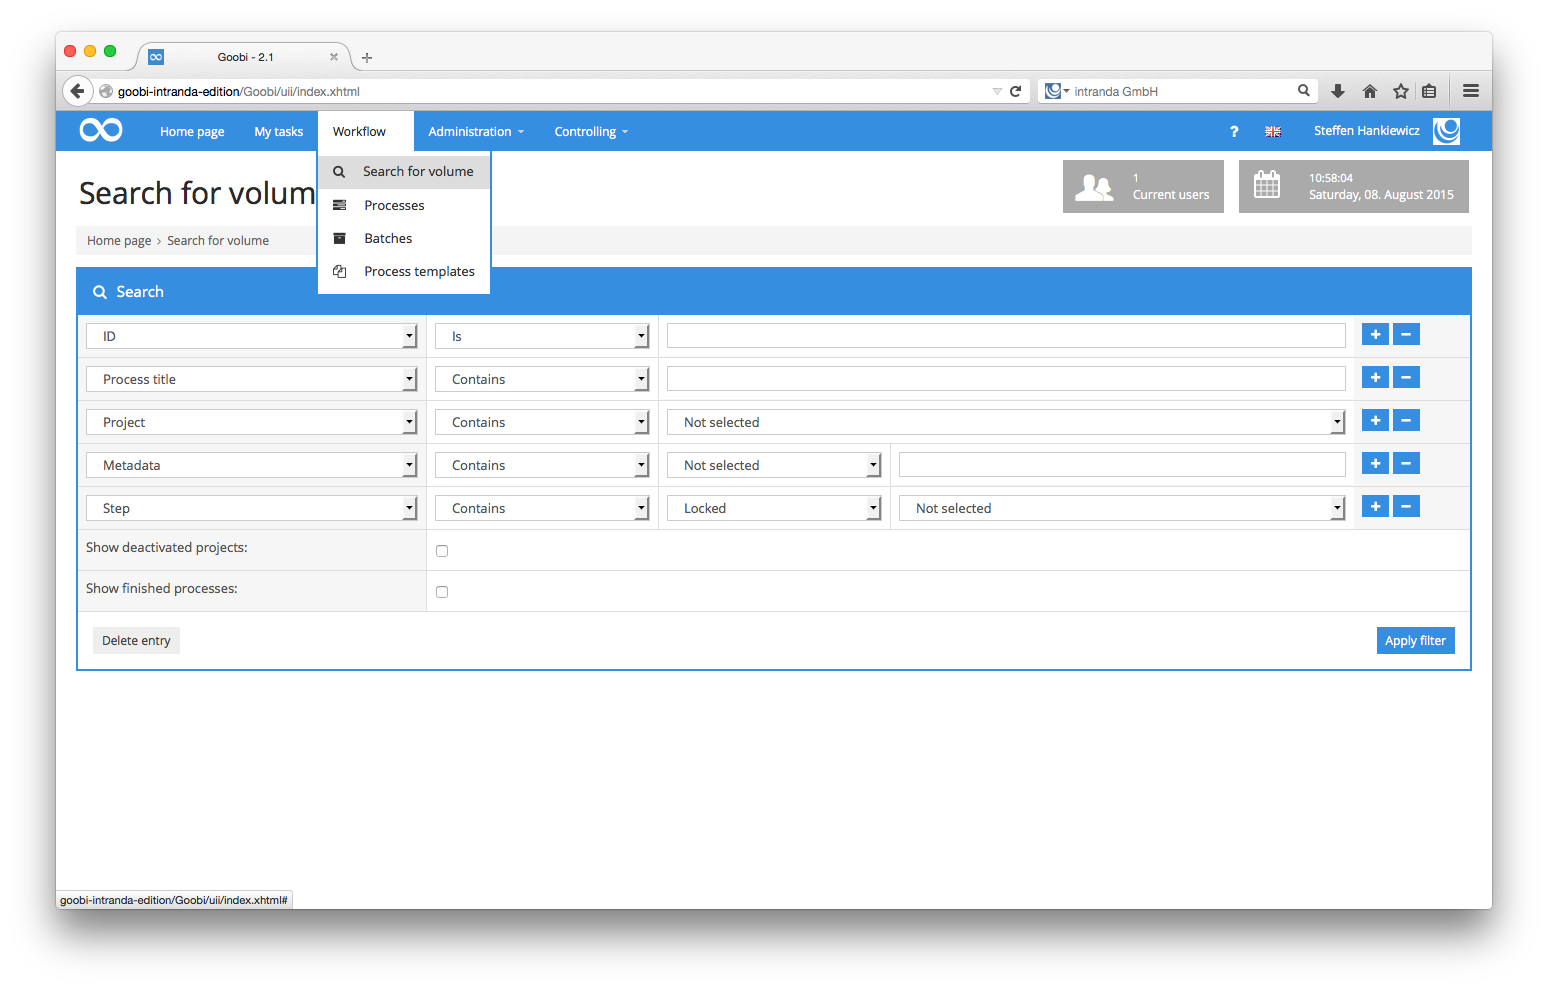 Goobi - 2.1
goobi-intranda-edition/Goobi/uii/index.xhtml
intranda GmbH
Home page
My tasks
Workflow
Administration
Controlling
?
Steffen Hankiewicz
Search for volume
Processes
Batches
Process templates
Search for volum
1
Current users
10:58:04
Saturday, 08. August 2015
Home page › Search for volume
Search
ID Is
Process title Contains
Project Contains Not selected
Metadata Contains Not selected
Step Contains Locked Not selected
Show deactivated projects:
Show finished processes:
Delete entry
Apply filter
goobi-intranda-edition/Goobi/uii/index.xhtml#